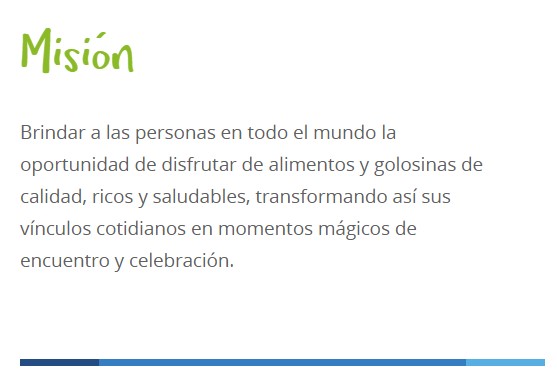 Misión
Brindar a las personas en todo el mundo la
oportunidad de disfrutar de alimentos y golosinas de
calidad, ricos y saludables, transformando así sus
vínculos cotidianos en momentos mágicos de
encuentro y celebración.